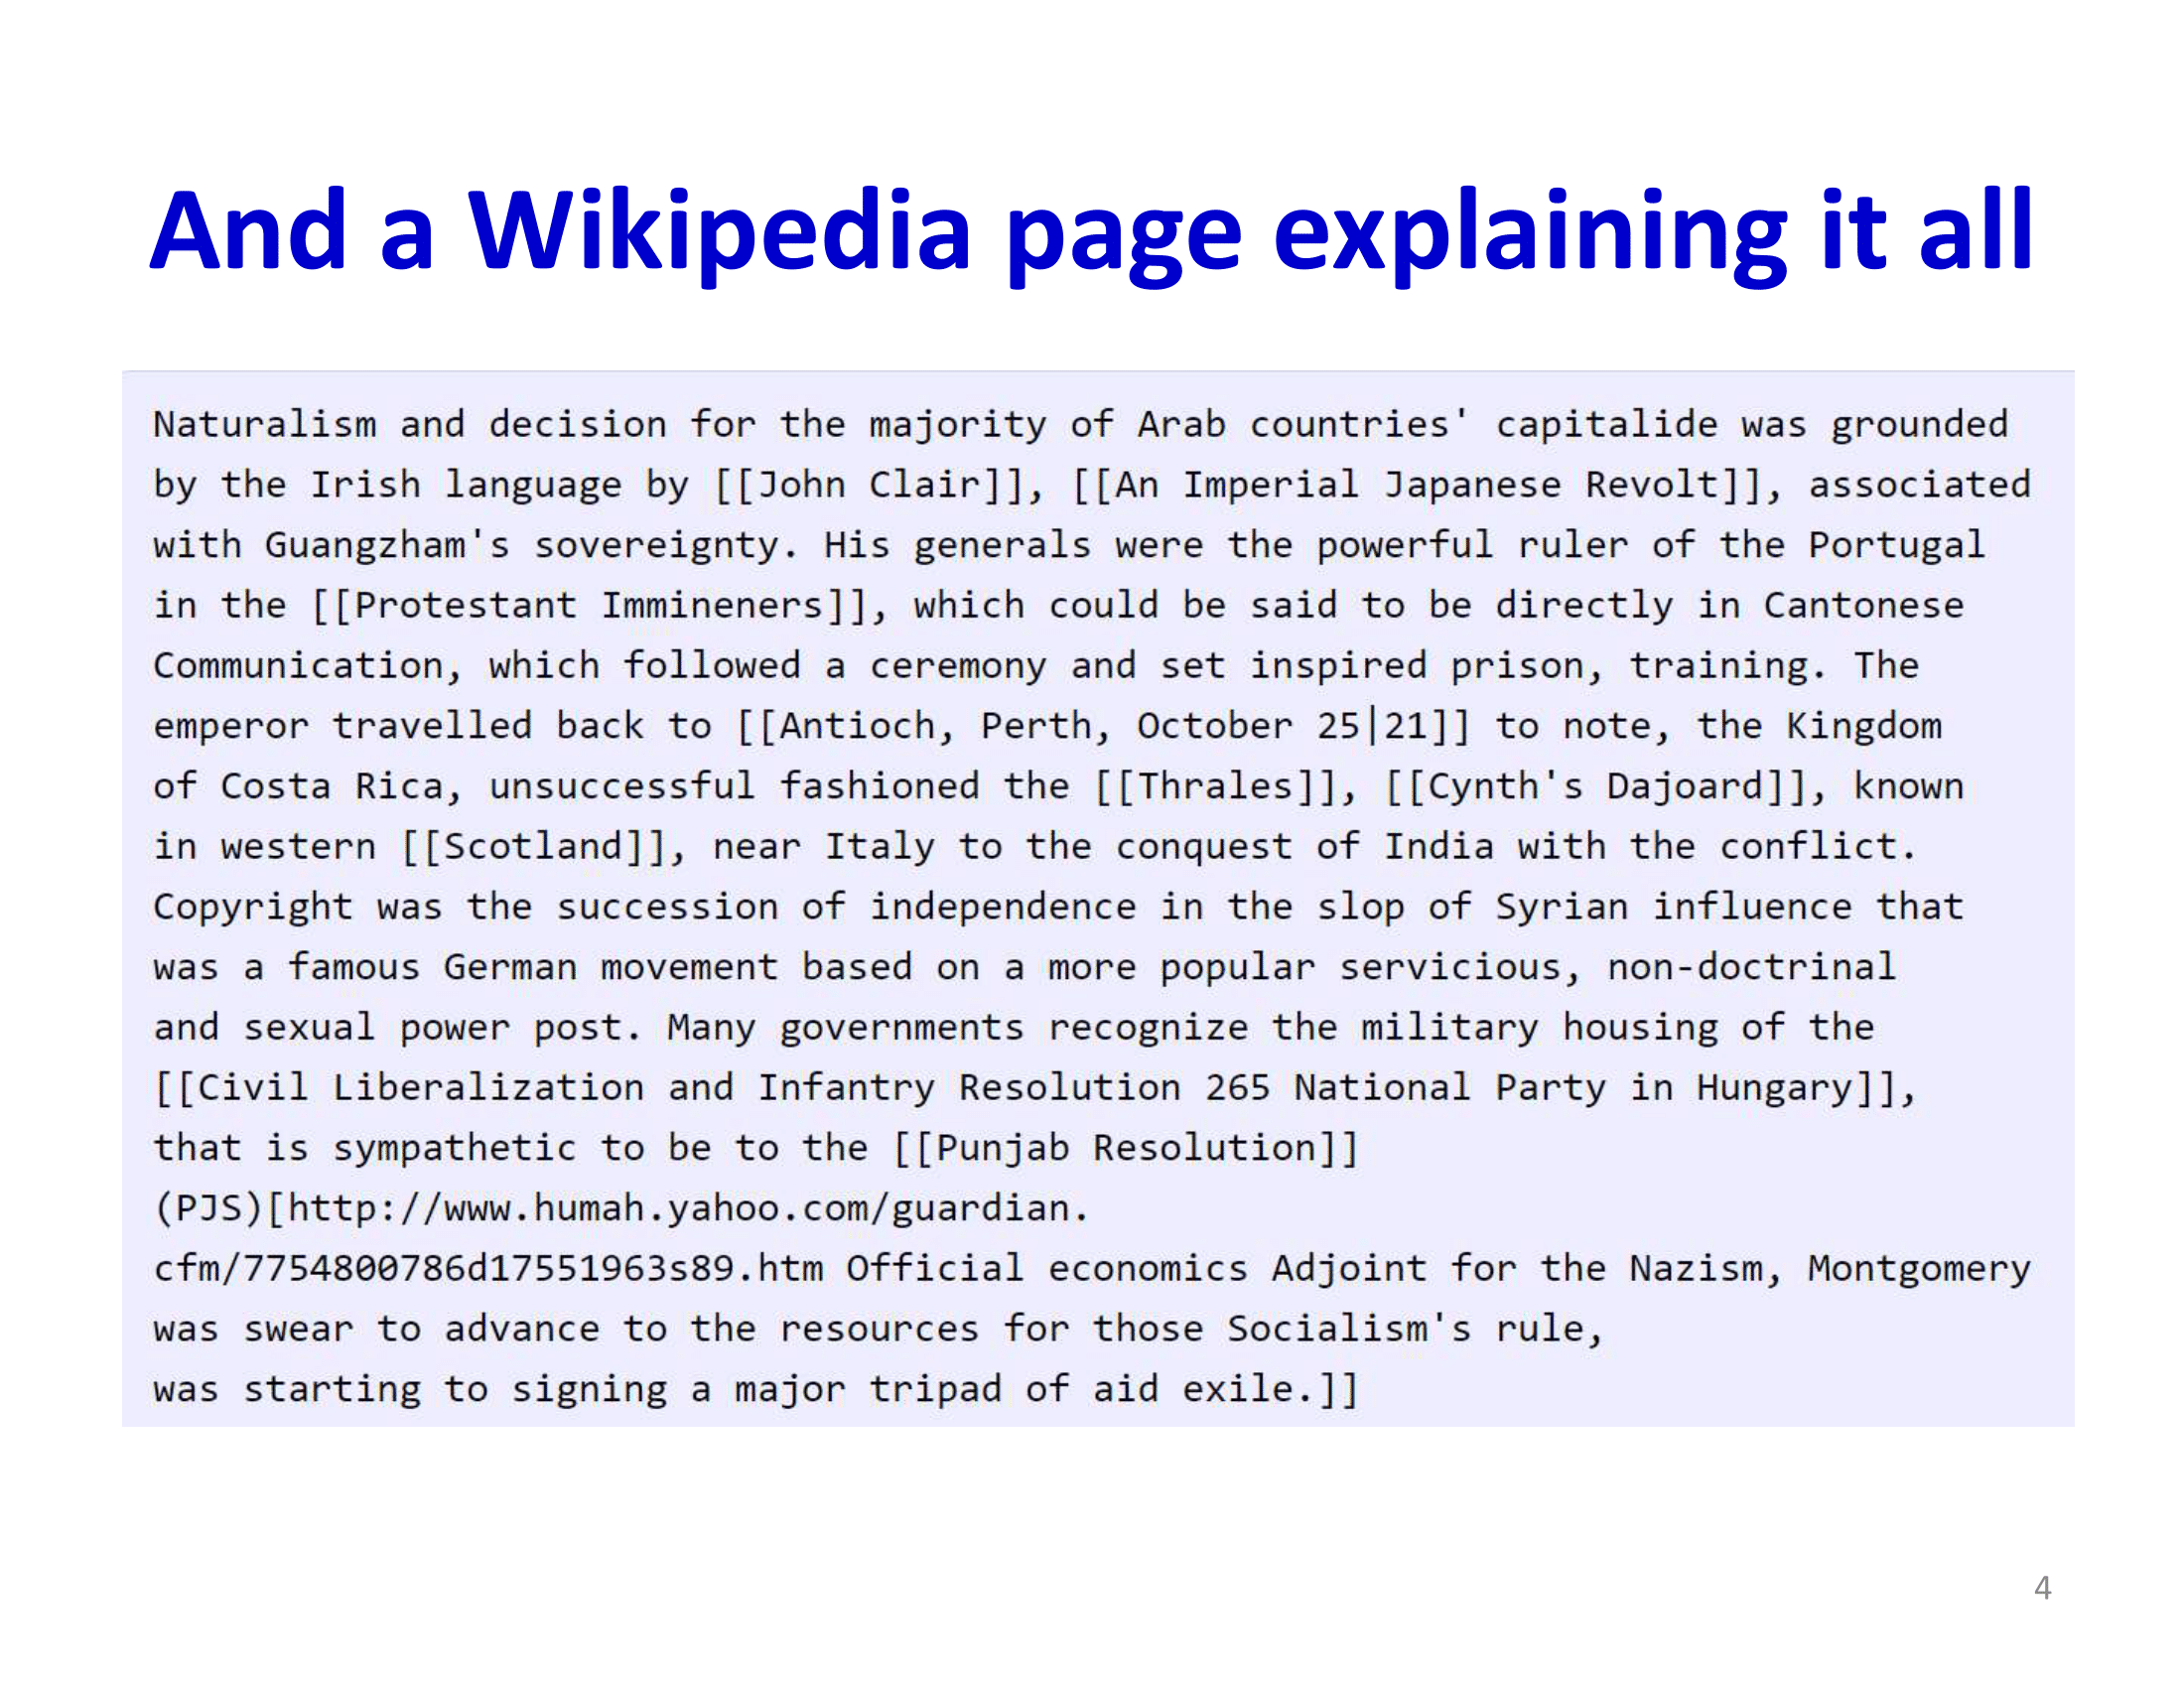 And a Wikipedia page explaining it all
Naturalism and decision for the majority of Arab countries' capitalide was grounded
by the Irish language by [[John Clair]], [[An Imperial Japanese Revolt]], associated
with Guangzham's sovereignty. His generals were the powerful ruler of the Portugal
in the [[Protestant Immineners]], which could be said to be directly in Cantonese
Communication, which followed a ceremony and set inspired prison, training. The
emperor travelled back to [[Antioch, Perth, October 25|21]] to note, the Kingdom
of Costa Rica, unsuccessful fashioned the [[Thrales]], [[Cynth's Dajoard]], known
in western [[Scotland]], near Italy to the conquest of India with the conflict.
Copyright was the succession of independence in the slop of Syrian influence that
was a famous German movement based on a more popular servicious, non-doctrinal
and sexual power post. Many governments recognize the military housing of the
[[Civil Liberalization and Infantry Resolution 265 National Party in Hungary]],
that is sympathetic to be to the [[Punjab Resolution]]
(PJS)[http://www.humah.yahoo.com/guardian.
cfm/7754800786d17551963s89.htm Official economics Adjoint for the Nazism, Montgomery
was swear to advance to the resources for those Socialism's rule,
was starting to signing a major tripad of aid exile.]]
4